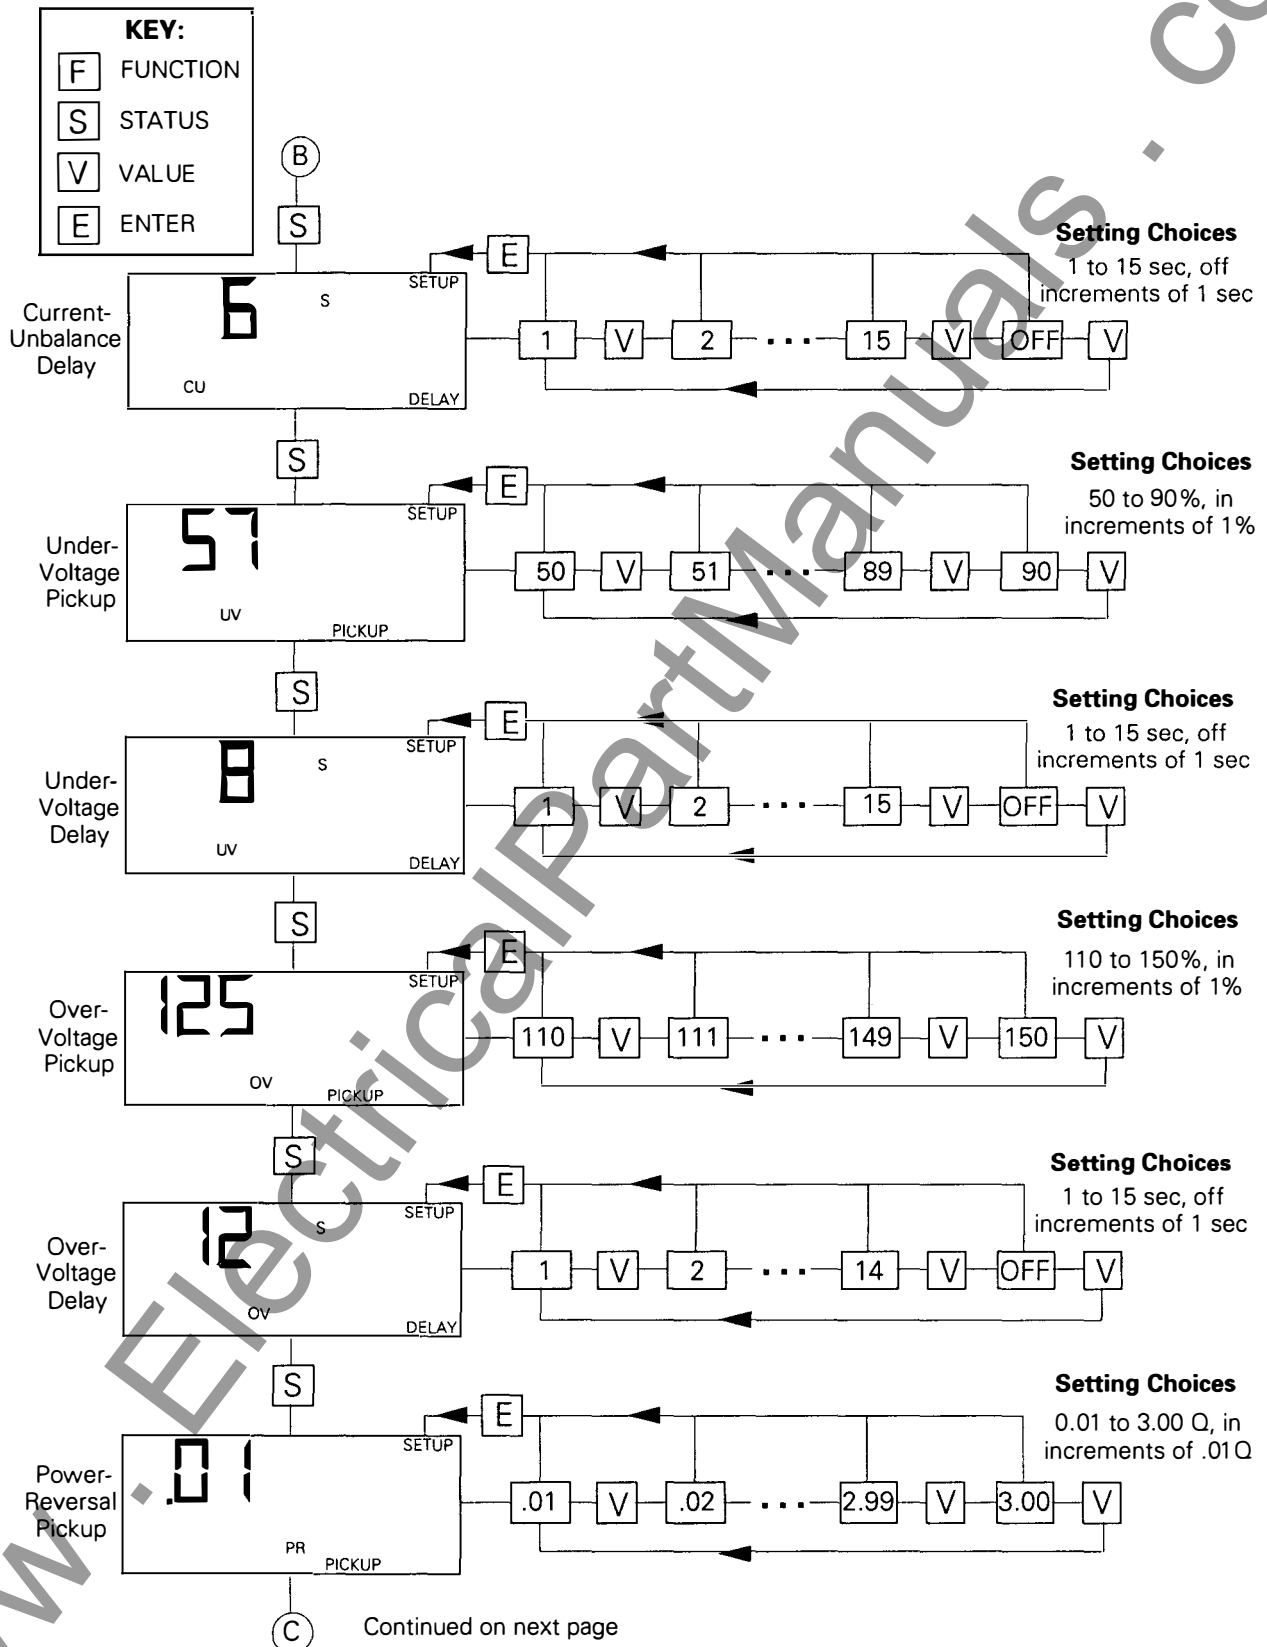 KEY:
F FUNCTION
S STATUS
V VALUE
E ENTER
B
S
Current-
Unbalance
Delay
6 S SETUP
CU
DELAY
E
1 V 2 ... 15 V OFF V
Setting Choices
1 to 15 sec, off
increments of 1 sec
S
Under-
Voltage
Pickup
57 SETUP
UV
PICKUP
E
50 V 51 ... 89 V 90 V
Setting Choices
50 to 90%, in
increments of 1%
S
Under-
Voltage
Delay
8 S SETUP
UV
DELAY
E
1 V 2 ... 15 V OFF V
Setting Choices
1 to 15 sec, off
increments of 1 sec
S
Over-
Voltage
Pickup
125 SETUP
OV
PICKUP
E
110 V 111 ... 149 V 150 V
Setting Choices
110 to 150%, in
increments of 1%
S
Over-
Voltage
Delay
12 S SETUP
OV
DELAY
E
1 V 2 ... 14 V OFF V
Setting Choices
1 to 15 sec, off
increments of 1 sec
S
Power-
Reversal
Pickup
.01 SETUP
PR
PICKUP
E
.01 V .02 ... 2.99 V 3.00 V
Setting Choices
0.01 to 3.00 Q, in
increments of .01Q
C
Continued on next page
w . ElectricalPartManuals . co